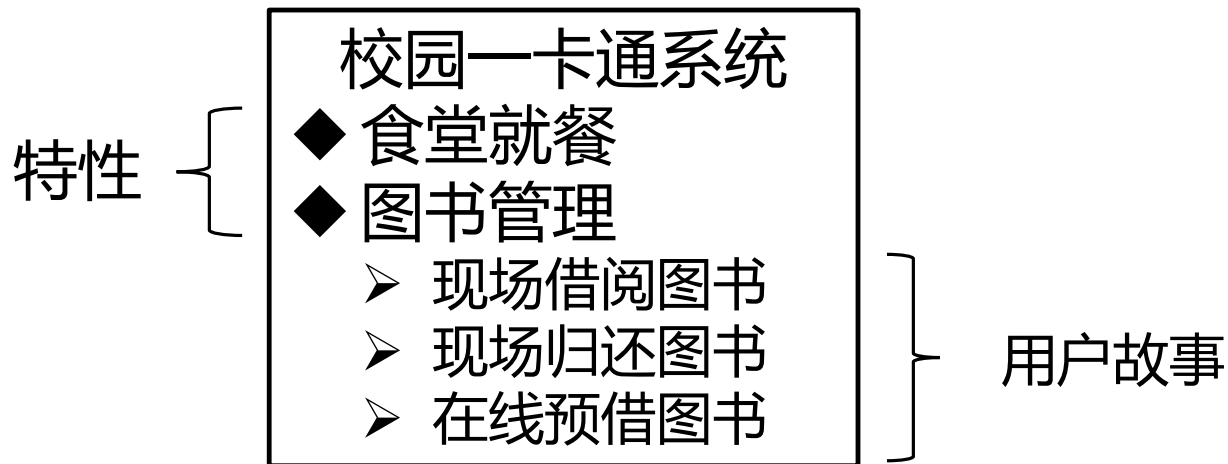 校园一卡通系统
特性
◆ 食堂就餐
◆ 图书管理
➢ 现场借阅图书
➢ 现场归还图书
➢ 在线预借图书
用户故事